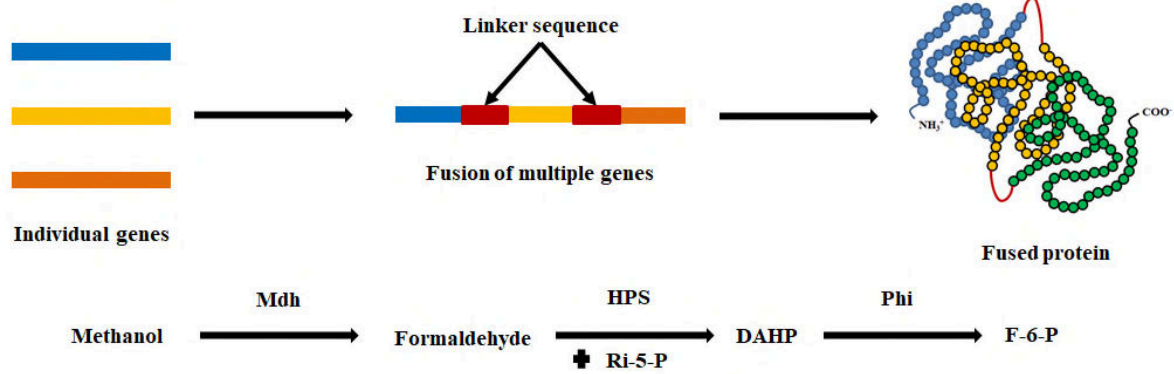 Linker sequence
NH₃⁺
COO⁻
Fusion of multiple genes
Individual genes
Fused protein
Mdh
HPS
Phi
Methanol
Formaldehyde
DAHP
F-6-P
Ri-5-P